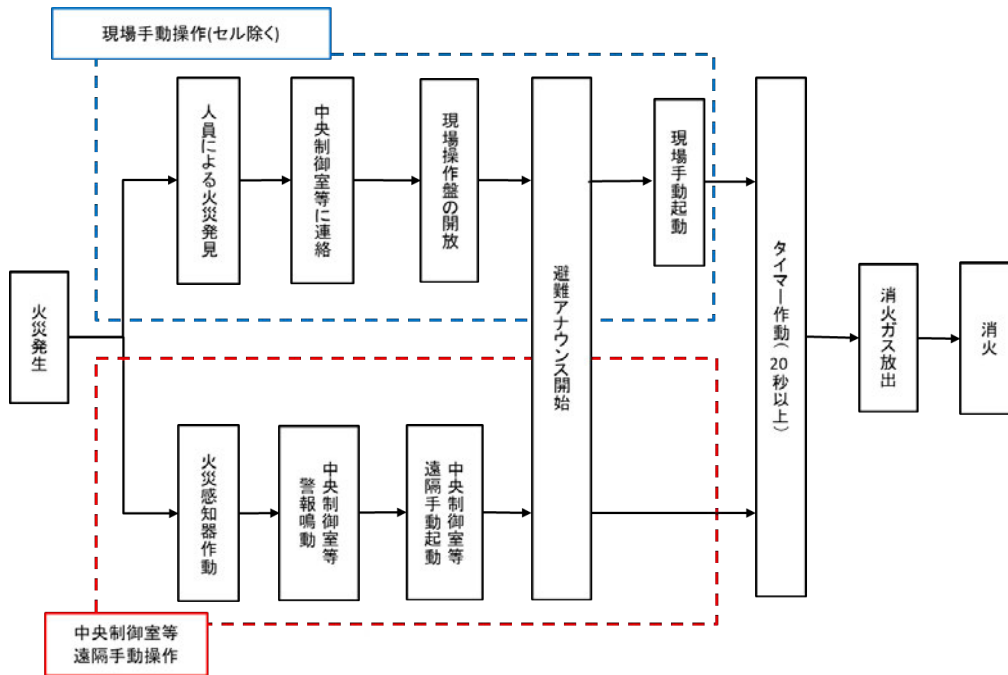 現場手動操作(セル除く)
人員による火災発見
中央制御室等に連絡
現場操作盤の開放
避難アナウンス開始
現場手動起動
タイマー作動(20秒以上)
火災発生
消火ガス放出
消火
火災感知器作動
中央制御室等
警報鳴動
中央制御室等
遠隔手動起動
中央制御室等
遠隔手動操作